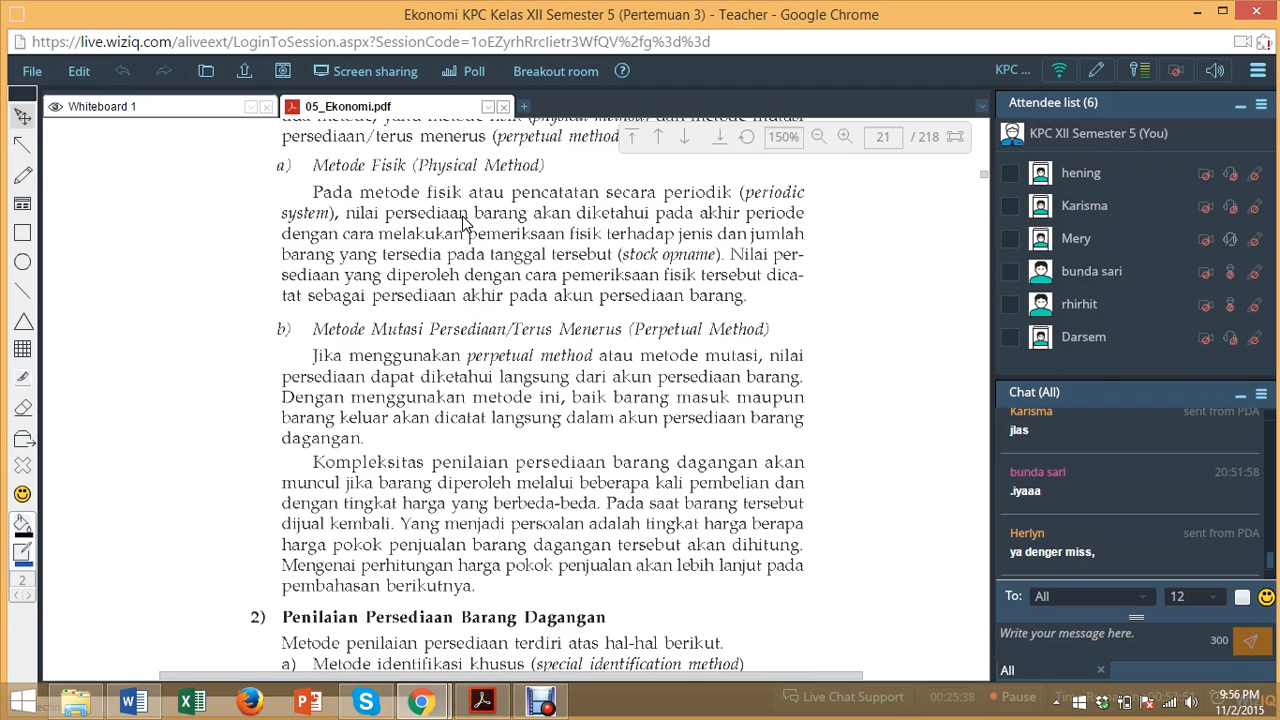 Ekonomi KPC Kelas XII Semester 5 (Pertemuan 3) - Teacher - Google Chrome
https://live.wiziq.com/aliveext/LoginToSession.aspx?SessionCode=1oEZyrhRrcIietr3WfQV%2fg%3d%3d
File Edit Screen sharing Poll Breakout room KPC ...
Whiteboard 1
05_Ekonomi.pdf
150% 21 / 218
persediaan/terus menerus (perpetual method
a) Metode Fisik (Physical Method)
Pada metode fisik atau pencatatan secara periodik (periodic
system), nilai persediaan barang akan diketahui pada akhir periode
dengan cara melakukan pemeriksaan fisik terhadap jenis dan jumlah
barang yang tersedia pada tanggal tersebut (stock opname). Nilai per-
sediaan yang diperoleh dengan cara pemeriksaan fisik tersebut dica-
tat sebagai persediaan akhir pada akun persediaan barang.
b) Metode Mutasi Persediaan/Terus Menerus (Perpetual Method)
Jika menggunakan perpetual method atau metode mutasi, nilai
persediaan dapat diketahui langsung dari akun persediaan barang.
Dengan menggunakan metode ini, baik barang masuk maupun
barang keluar akan dicatat langsung dalam akun persediaan barang
dagangan.
Kompleksitas penilaian persediaan barang dagangan akan
muncul jika barang diperoleh melalui beberapa kali pembelian dan
dengan tingkat harga yang berbeda-beda. Pada saat barang tersebut
dijual kembali. Yang menjadi persoalan adalah tingkat harga berapa
harga pokok penjualan barang dagangan tersebut akan dihitung.
Mengenai perhitungan harga pokok penjualan akan lebih lanjut pada
pembahasan berikutnya.
2) Penilaian Persediaan Barang Dagangan
Metode penilaian persediaan terdiri atas hal-hal berikut.
a) Metode identifikasi khusus (special identification method)
2
Attendee list (6)
KPC XII Semester 5 (You)
hening
Karisma
Mery
bunda sari
rhirhit
Darsem
Chat (All)
Karisma sent from PDA
jlas
bunda sari 20:51:58
.iyaaa
Herlyn sent from PDA
ya denger miss,
To: All 12
Write your message here. 300
All
Live Chat Support 00:25:38 Pause
9:56 PM
11/2/2015